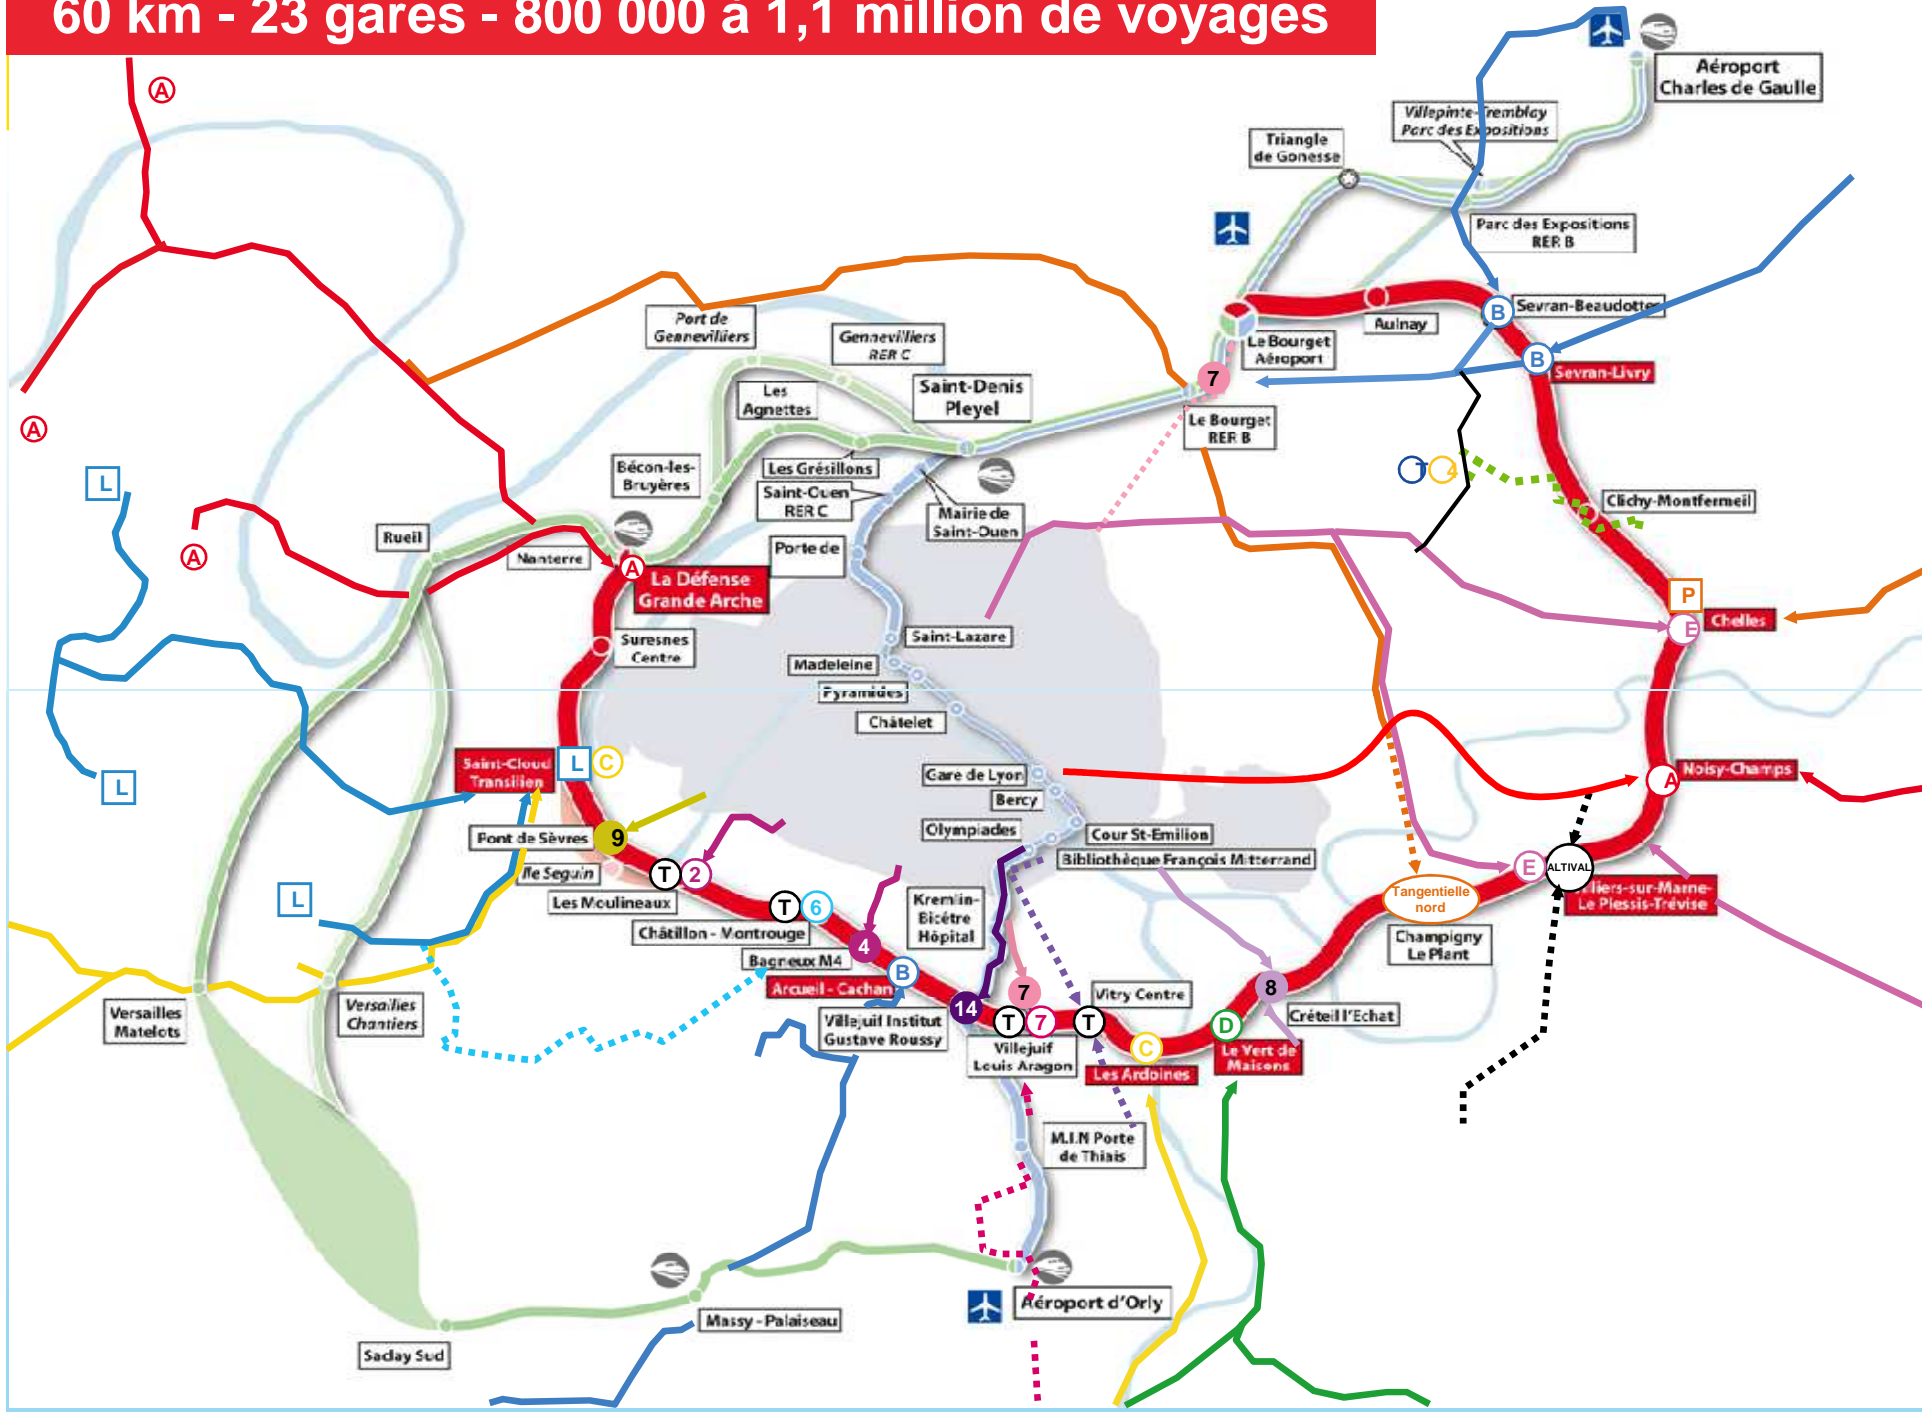 60 km - 23 gares - 800 000 à 1,1 million de voyages
A
Aéroport
Charles de Gaulle
Villepinte-Tremblay
Parc des Expositions
Triangle
de Gonesse
Parc des Expositions
RER B
Port de
Gennevilliers
Gennevilliers
RER C
Aulnay
B
Sevran-Beaudottes
Le Bourget
Aéroport
B
Sevran-Livry
7
Les
Agnettes
Saint-Denis
Pleyel
Le Bourget
RER B
A
L
Bécon-les-
Bruyères
Les Grésillons
Saint-Ouen
RER C
Mairie de
Saint-Ouen
T 4
Clichy-Montfermeil
Rueil
Nanterre
A
Porte de
A
La Défense
Grande Arche
P
Chelles
E
Suresnes
Centre
Saint-Lazare
Madeleine
Pyramides
Châtelet
Saint-Cloud
Transilien
L
C
L
Gare de Lyon
Bercy
Noisy-Champs
A
Olympiades
Cour St-Emilion
Bibliothèque François Mitterrand
Pont de Sèvres
9
Ile Seguin
T 2
Les Moulineaux
E
ALTIVAL
Villiers-sur-Marne-
Le Plessis-Trévise
Tangentielle
nord
L
T 6
Kremlin-
Bicêtre
Hôpital
Châtillon - Montrouge
4
Bagneux M4
Champigny
Le Plant
B
Arcueil - Cachan
8
7
Vitry Centre
Versailles
Matelots
Versailles
Chantiers
14
Villejuif Institut
Gustave Roussy
T 7
T
Créteil l'Echat
D
Villejuif
Louis Aragon
C
Les Ardoines
Le Vert de
Maisons
M.I.N Porte
de Thiais
Aéroport d'Orly
Massy - Palaiseau
Saclay Sud